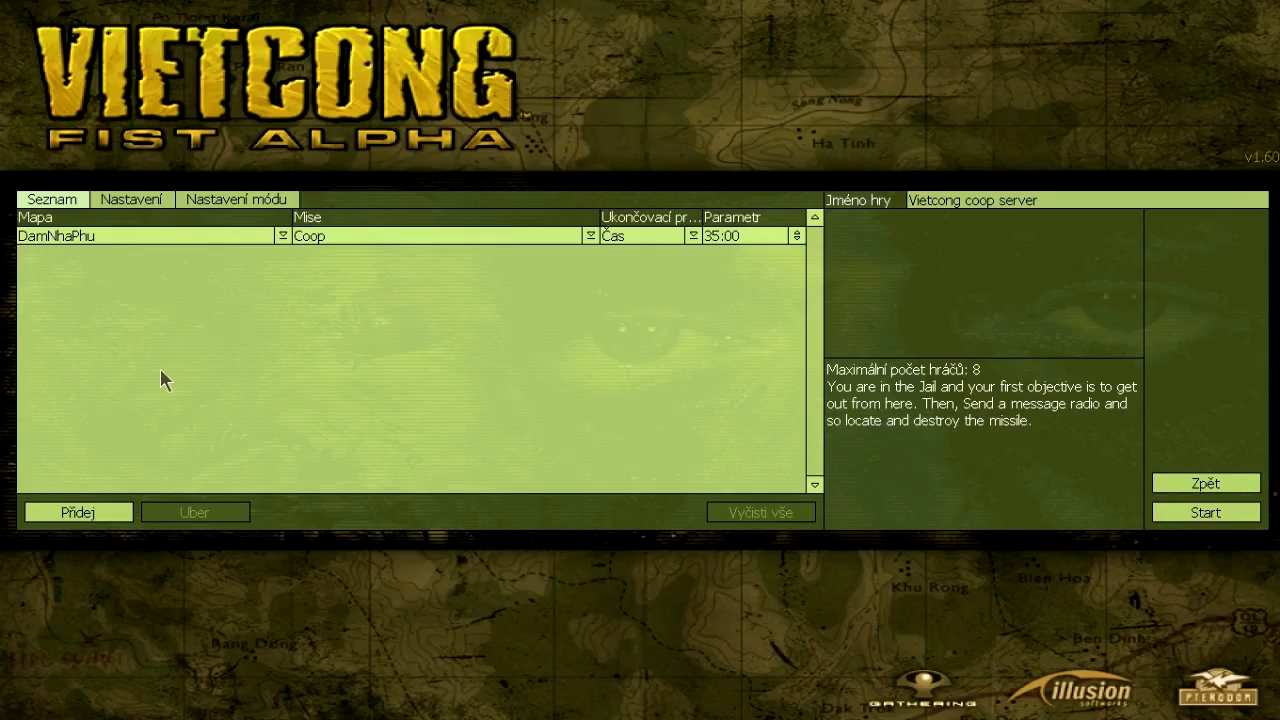 VIETCONG
FIST ALPHA
Ha Tinh
v1.60
Seznam Nastavení Nastavení módu
Jméno hry Vietcong coop server
Mapa Mise Ukončovací pr... Parametr
DamNhaPhu Coop Čas 35:00
Maximální počet hráčů: 8
You are in the Jail and your first objective is to get
out from here. Then, Send a message radio and
so locate and destroy the missile.
Zpět
Přidej Uber Vyčisti vše Start
Khu Rong
Bien Hoa
Ben Dinh
GATHERING
illusion
softworks
PTERODON